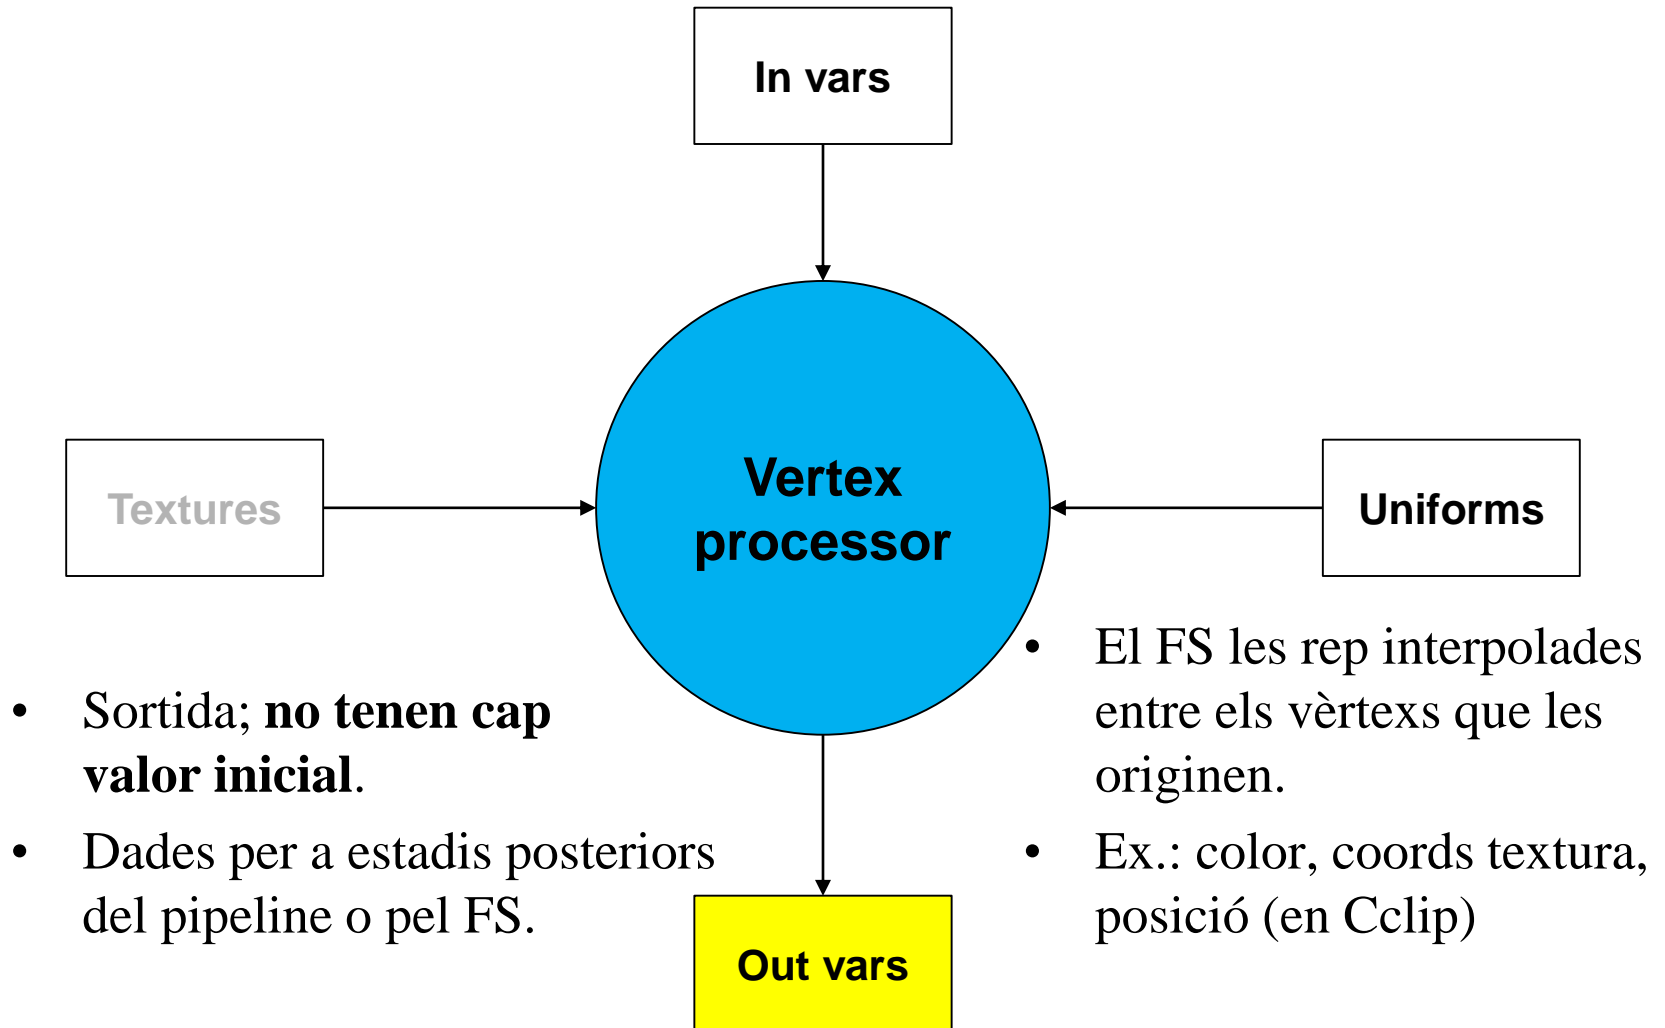 In vars
Textures
Vertex
processor
Uniforms
• Sortida; no tenen cap
valor inicial.
• Dades per a estadis posteriors
del pipeline o pel FS.
• El FS les rep interpolades
entre els vèrtexs que les
originen.
• Ex.: color, coords textura,
posició (en Cclip)
Out vars